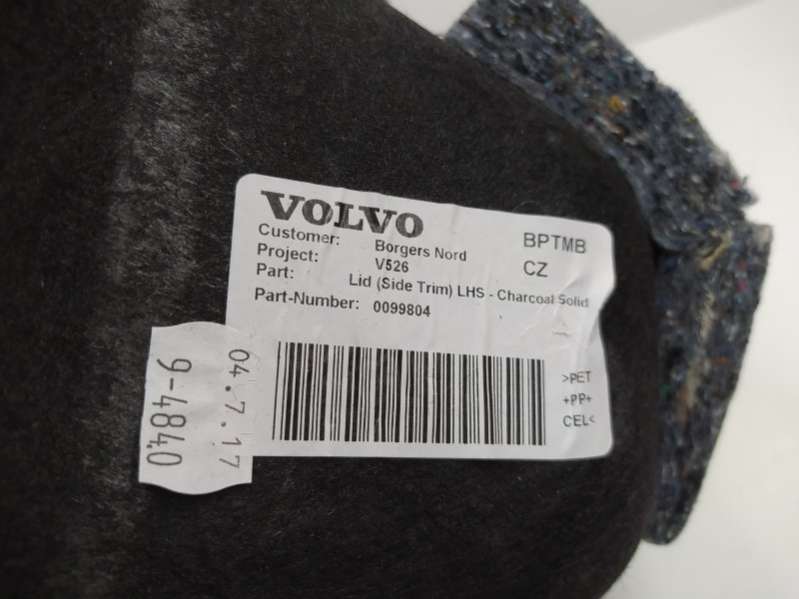 VOLVO
BPTMB
CZ
Customer: Borgers Nord
Project: V526
Part: Lid (Side Trim) LHS - Charcoal Solid
Part-Number: 0099804
>PET
+PP+
CEL<
04.7.17
9-4840